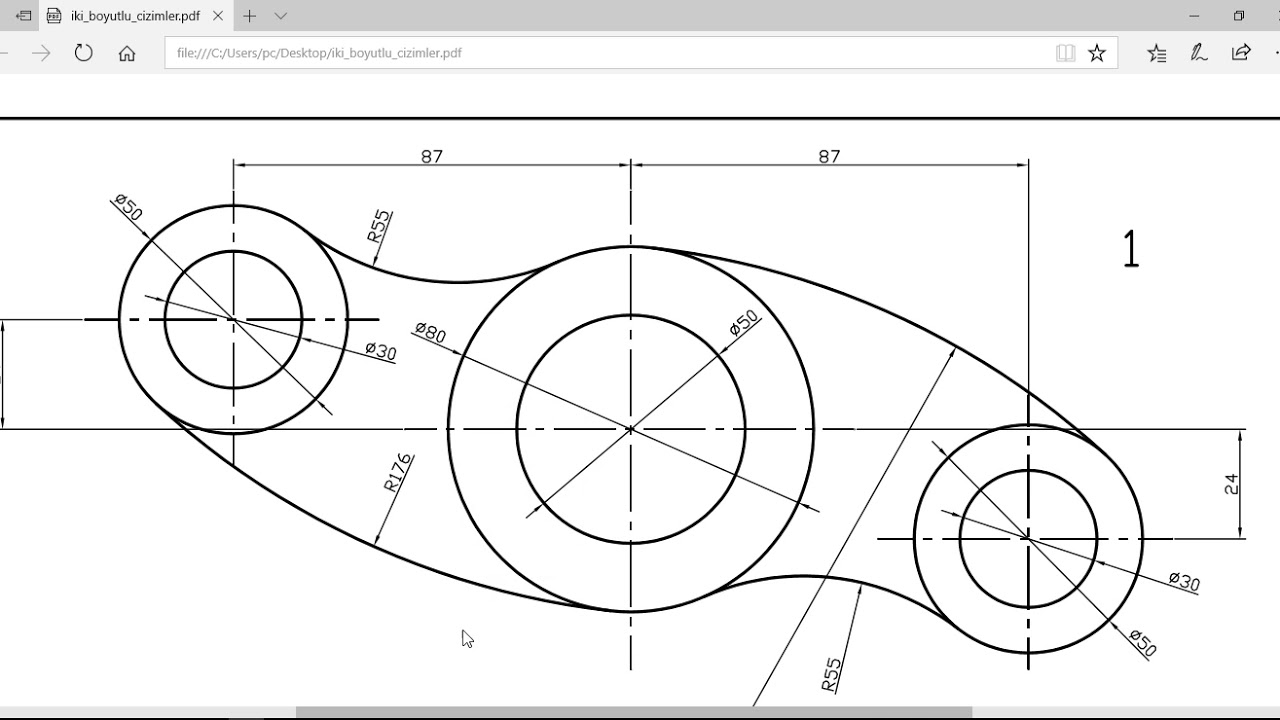 iki_boyutlu_cizimler.pdf
file:///C:/Users/pc/Desktop/iki_boyutlu_cizimler.pdf
87
87
ø50
R55
1
ø80
ø50
ø30
R176
24
ø30
ø50
R55